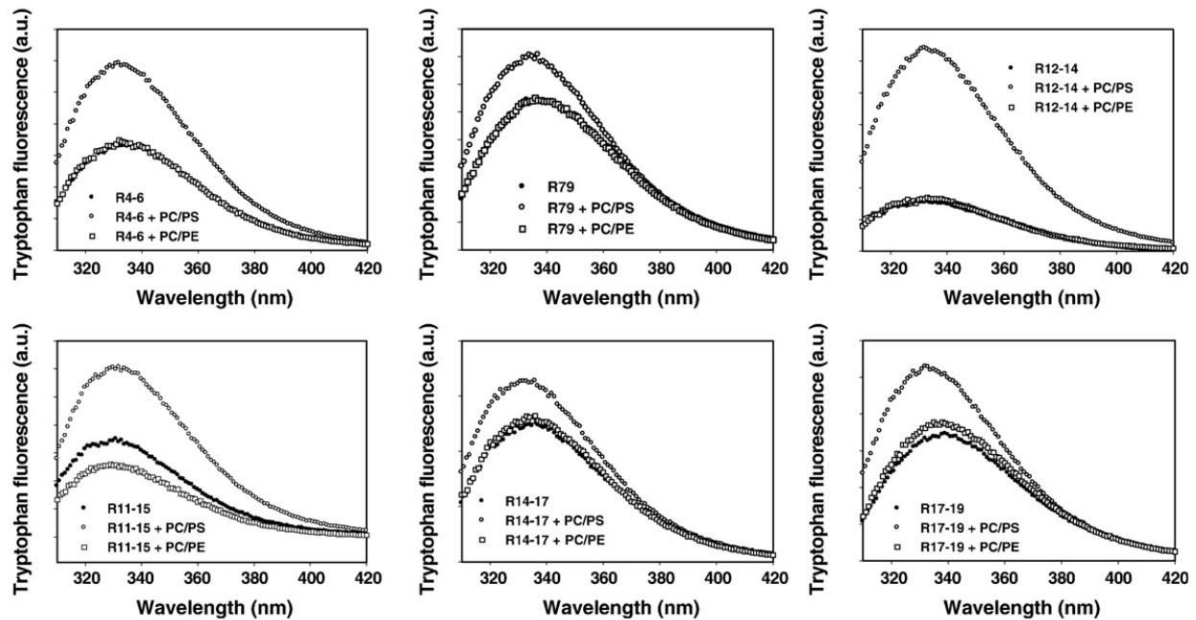 Tryptophan fluorescence (a.u.)
R4-6
R4-6 + PC/PS
R4-6 + PC/PE
320 340 360 380 400 420
Wavelength (nm)
Tryptophan fluorescence (a.u.)
R79
R79 + PC/PS
R79 + PC/PE
320 340 360 380 400 420
Wavelength (nm)
Tryptophan fluorescence (a.u.)
R12-14
R12-14 + PC/PS
R12-14 + PC/PE
320 340 360 380 400 420
Wavelength (nm)
Tryptophan fluorescence (a.u.)
R11-15
R11-15 + PC/PS
R11-15 + PC/PE
320 340 360 380 400 420
Wavelength (nm)
Tryptophan fluorescence (a.u.)
R14-17
R14-17 + PC/PS
R14-17 + PC/PE
320 340 360 380 400 420
Wavelength (nm)
Tryptophan fluorescence (a.u.)
R17-19
R17-19 + PC/PS
R17-19 + PC/PE
320 340 360 380 400 420
Wavelength (nm)